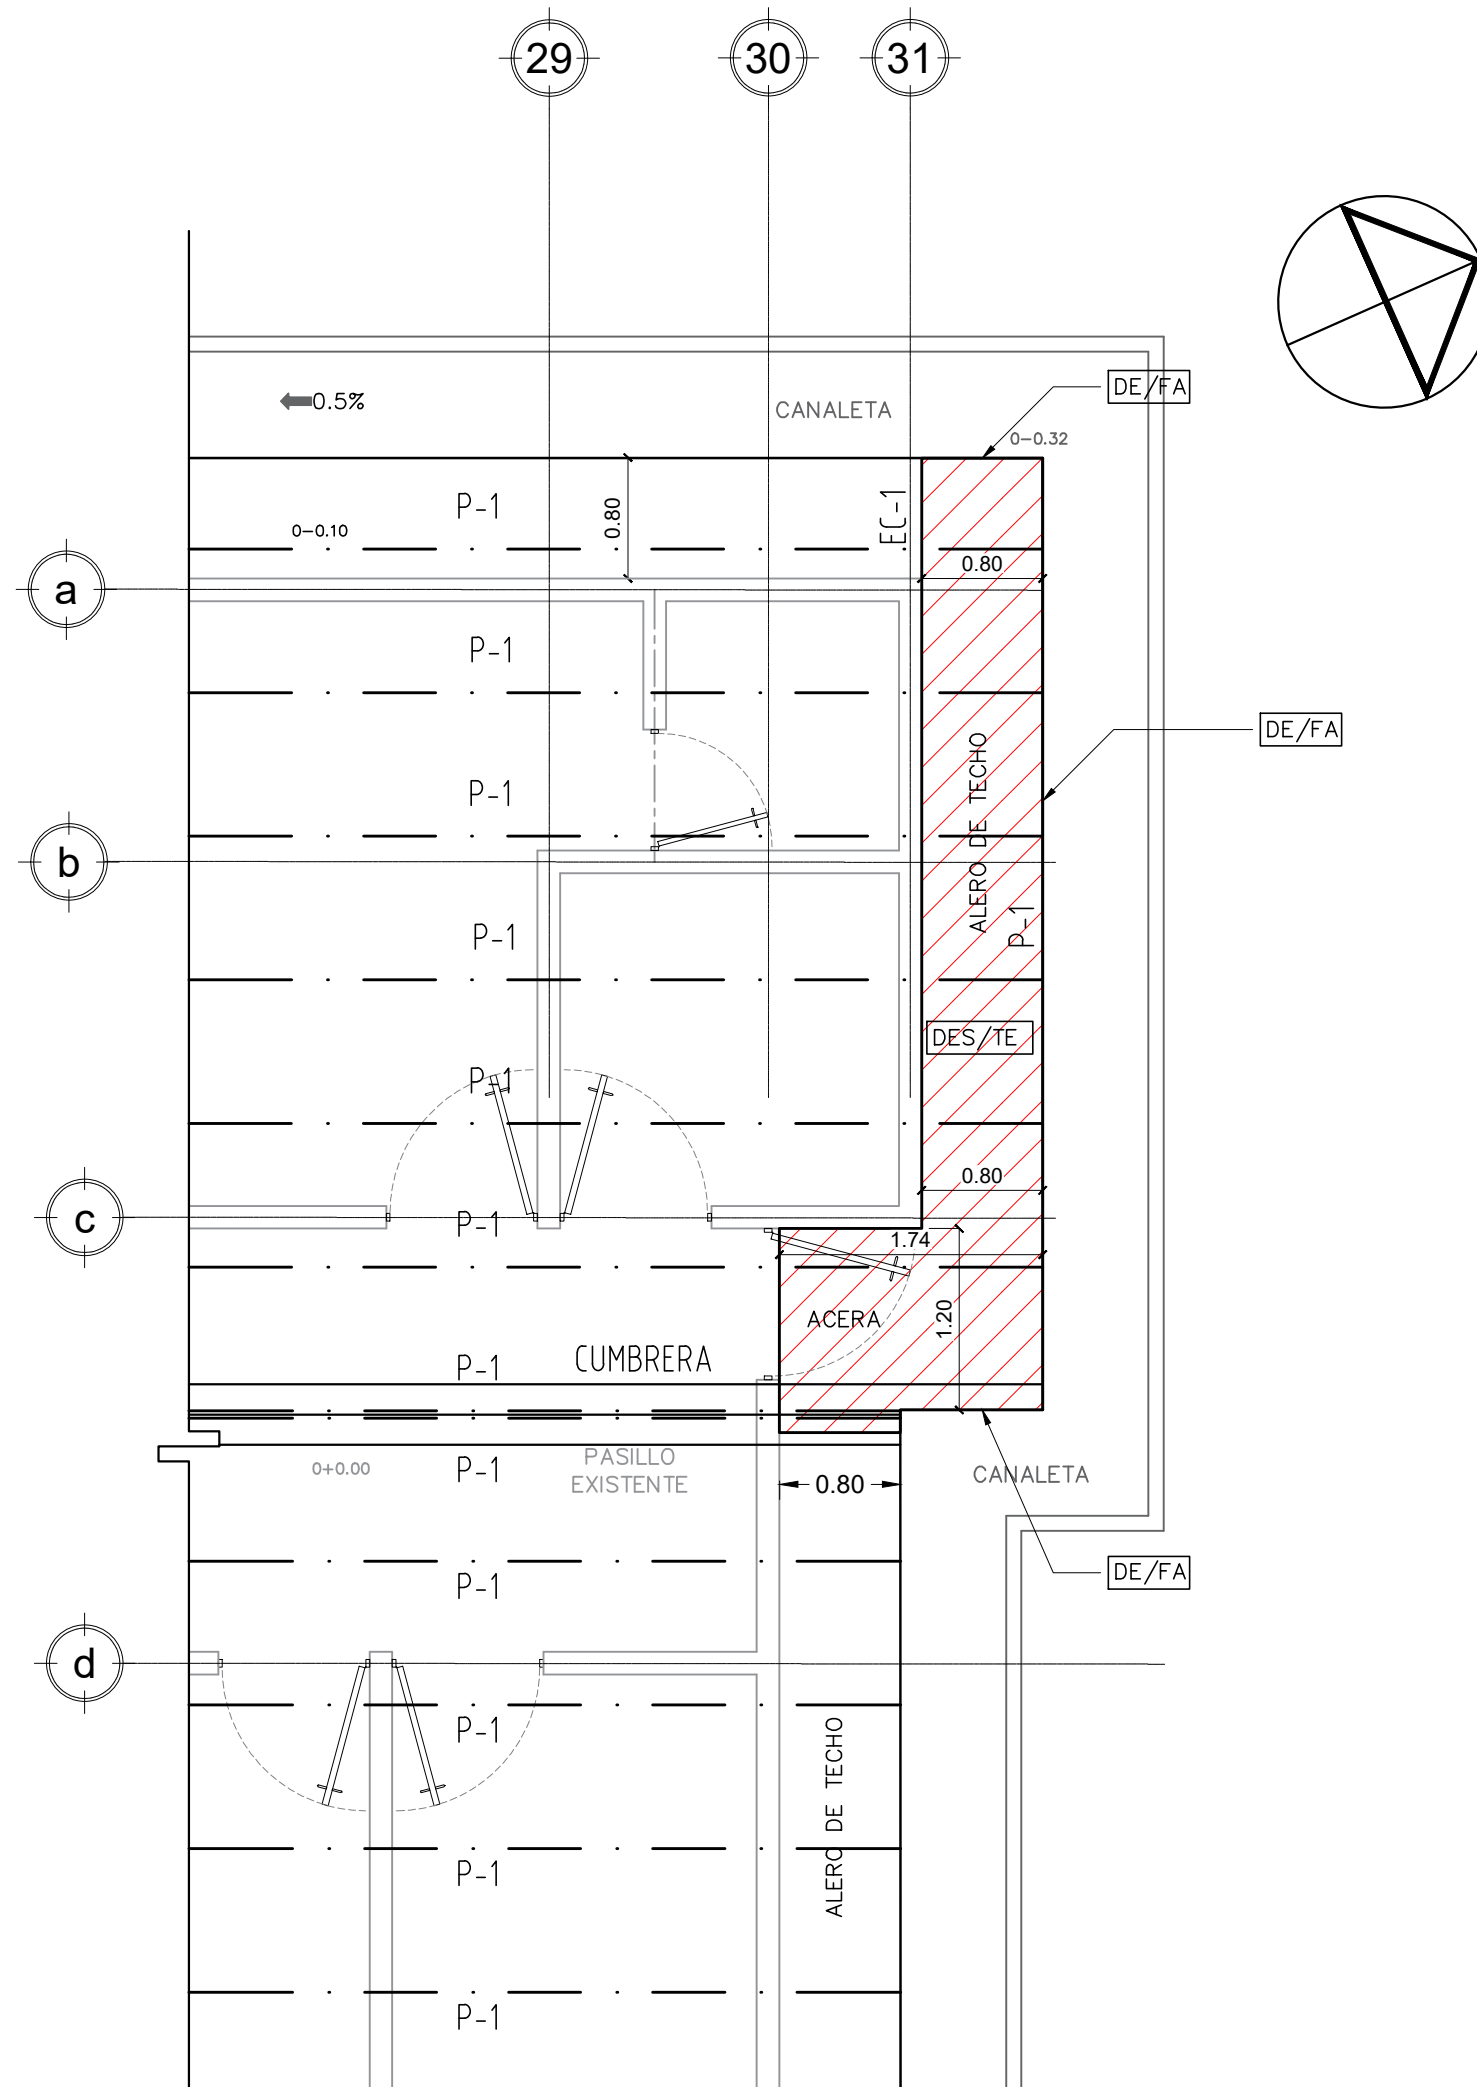 29
30
31
DE/FA
0.5%
CANALETA
0-0.32
P-1
EC-1
0.80
0-0.10
0.80
a
P-1
DE/FA
ALERO DE TECHO
P-1
b
P-1
P-1
DES/TE
P-1
0.80
c
P-1
1.74
ACERA
1.20
CUMBRERA
P-1
PASILLO
EXISTENTE
0+0.00
P-1
CANALETA
0.80
DE/FA
P-1
d
P-1
ALERO DE TECHO
P-1
P-1